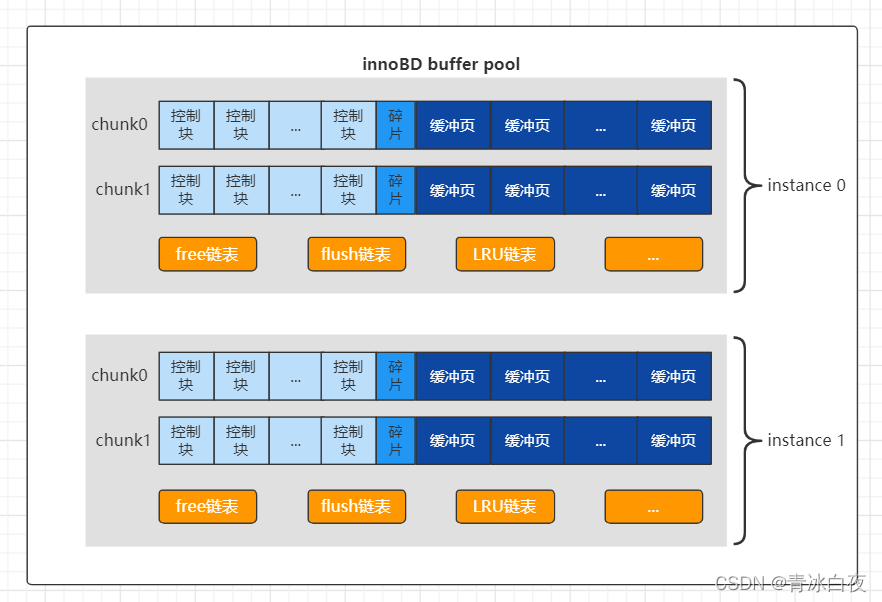 innoBD buffer pool
chunk0 控制块 控制块 ... 控制块 碎片 缓冲页 缓冲页 ... 缓冲页
chunk1 控制块 控制块 ... 控制块 碎片 缓冲页 缓冲页 ... 缓冲页
instance 0
free链表 flush链表 LRU链表 ...
chunk0 控制块 控制块 ... 控制块 碎片 缓冲页 缓冲页 ... 缓冲页
chunk1 控制块 控制块 ... 控制块 碎片 缓冲页 缓冲页 ... 缓冲页
instance 1
free链表 flush链表 LRU链表 ...
CSDN @青冰白夜